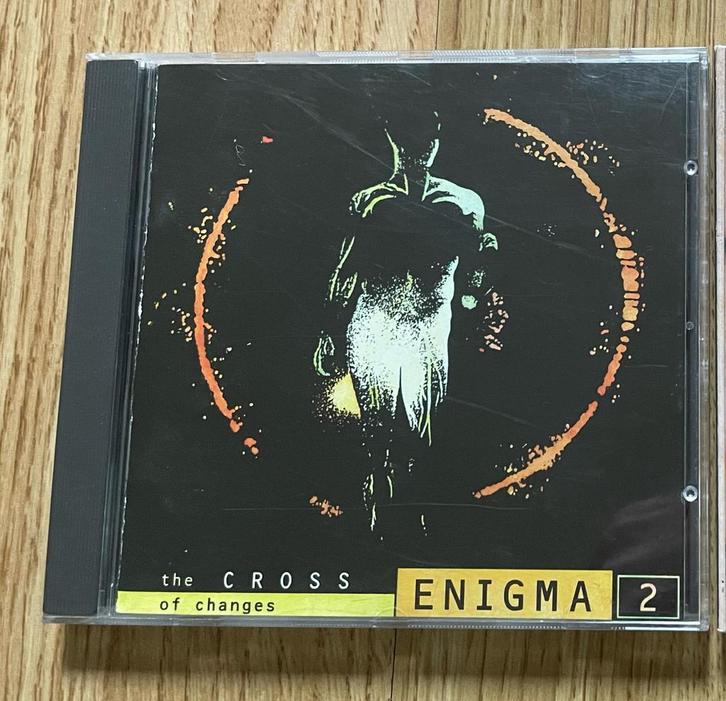 the CROSS
of changes
ENIGMA 2